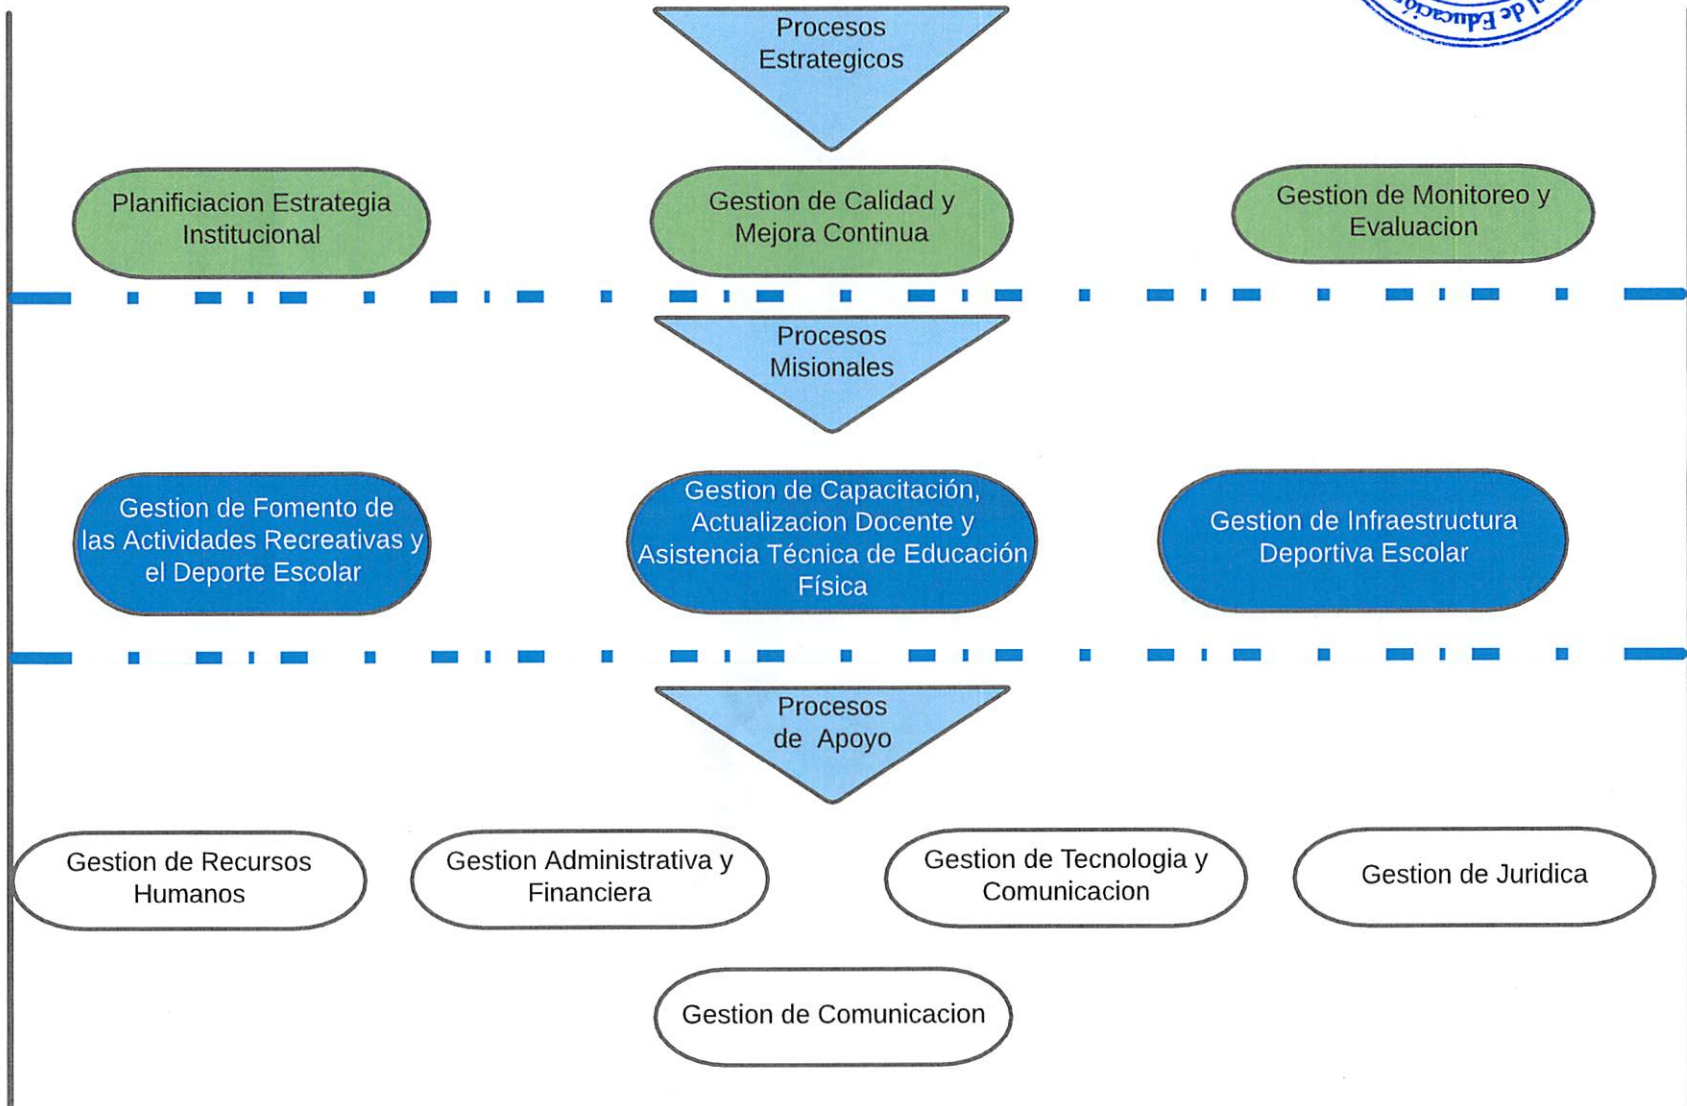 de Educación
Procesos
Estrategicos
Planificiacion Estrategia
Institucional
Gestion de Calidad y
Mejora Continua
Gestion de Monitoreo y
Evaluacion
Procesos
Misionales
Gestion de Fomento de
las Actividades Recreativas y
el Deporte Escolar
Gestion de Capacitación,
Actualizacion Docente y
Asistencia Técnica de Educación
Física
Gestion de Infraestructura
Deportiva Escolar
Procesos
de Apoyo
Gestion de Recursos
Humanos
Gestion Administrativa y
Financiera
Gestion de Tecnologia y
Comunicacion
Gestion de Juridica
Gestion de Comunicacion